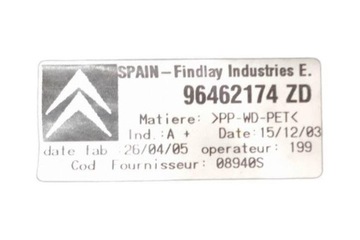 SPAIN-Findlay Industries E.
96462174 ZD
Matiere: >PP-WD-PET<
Ind.:A + Date:15/12/03
date fab :26/04/05 operateur: 199
Cod Fournisseur: 08940S